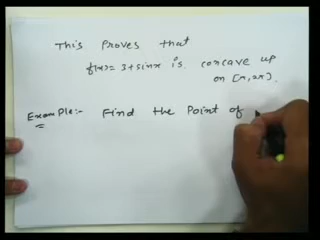 This proves that
f(x) = 3 + sinx is concave up
on [π, 2π].
Example:- Find the Point of